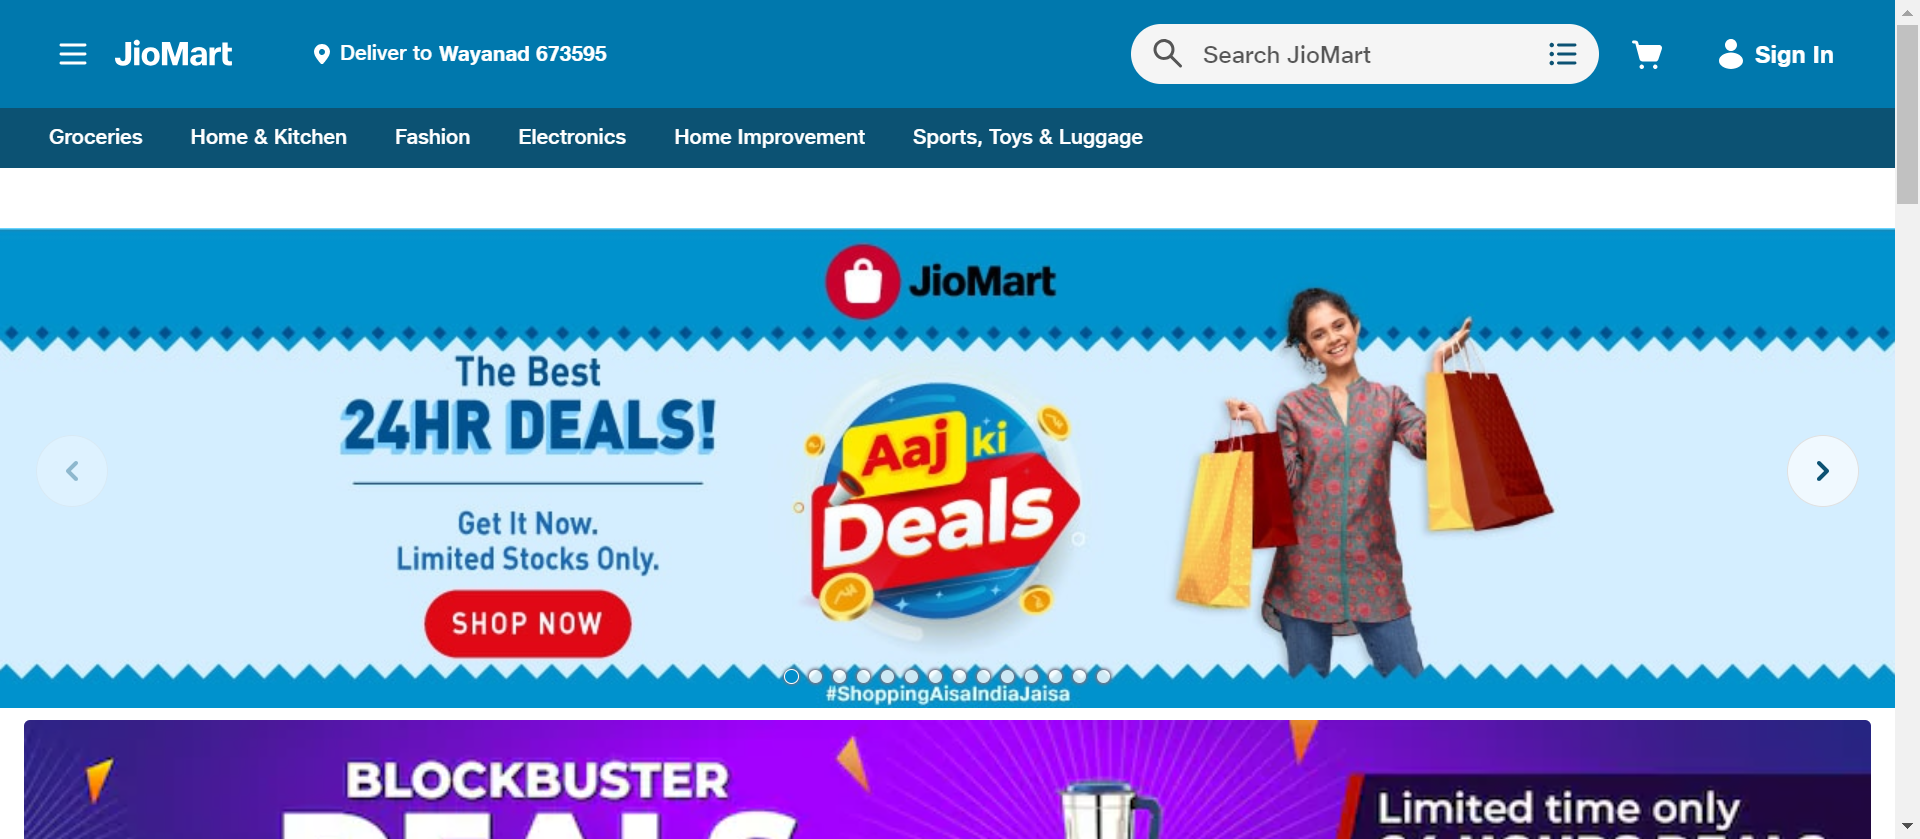 JioMart
Deliver to Wayanad 673595
Search JioMart
Sign In
Groceries
Home & Kitchen
Fashion
Electronics
Home Improvement
Sports, Toys & Luggage
JioMart
The Best
24HR DEALS!
Get It Now.
Limited Stocks Only.
SHOP NOW
Aaj ki
Deals
#ShoppingAisaIndiaJaisa
BLOCKBUSTER
DEALS
Limited time only